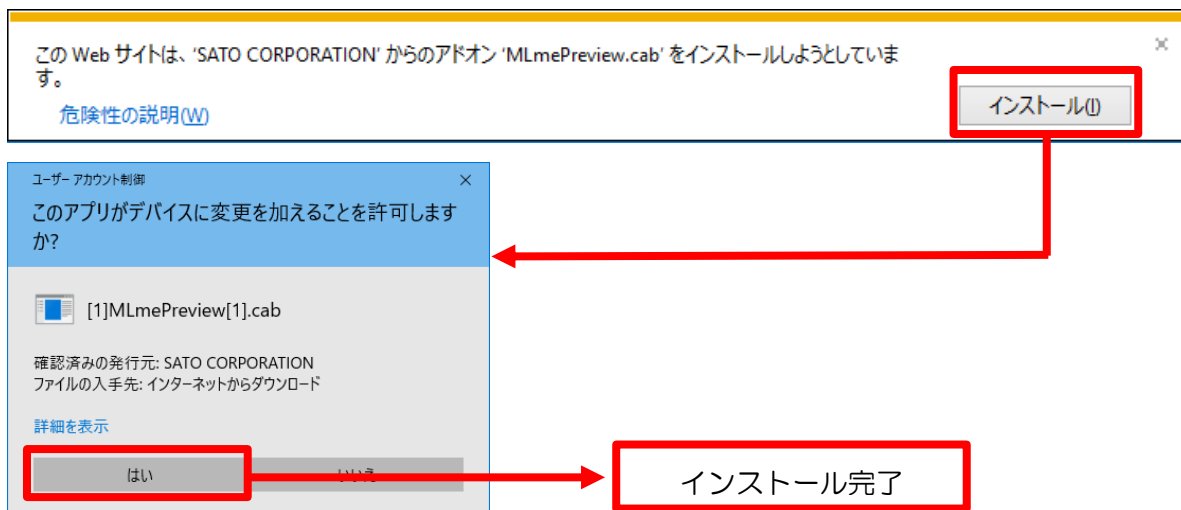 この Web サイトは、'SATO CORPORATION' からのアドオン 'MLmePreview.cab' をインストールしようとしていま
す。
危険性の説明(W)
インストール(I)
ユーザー アカウント制御
このアプリがデバイスに変更を加えることを許可します
か?
[1]MLmePreview[1].cab
確認済みの発行元: SATO CORPORATION
ファイルの入手先: インターネットからダウンロード
詳細を表示
はい
いいえ
インストール完了